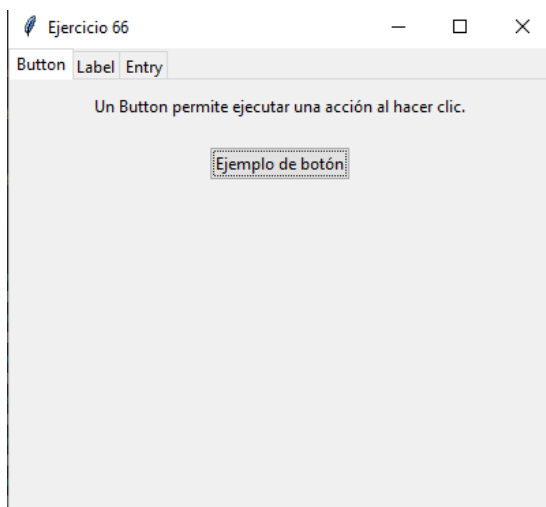 Ejercicio 66
Button Label Entry
Un Button permite ejecutar una acción al hacer clic.
Ejemplo de botón